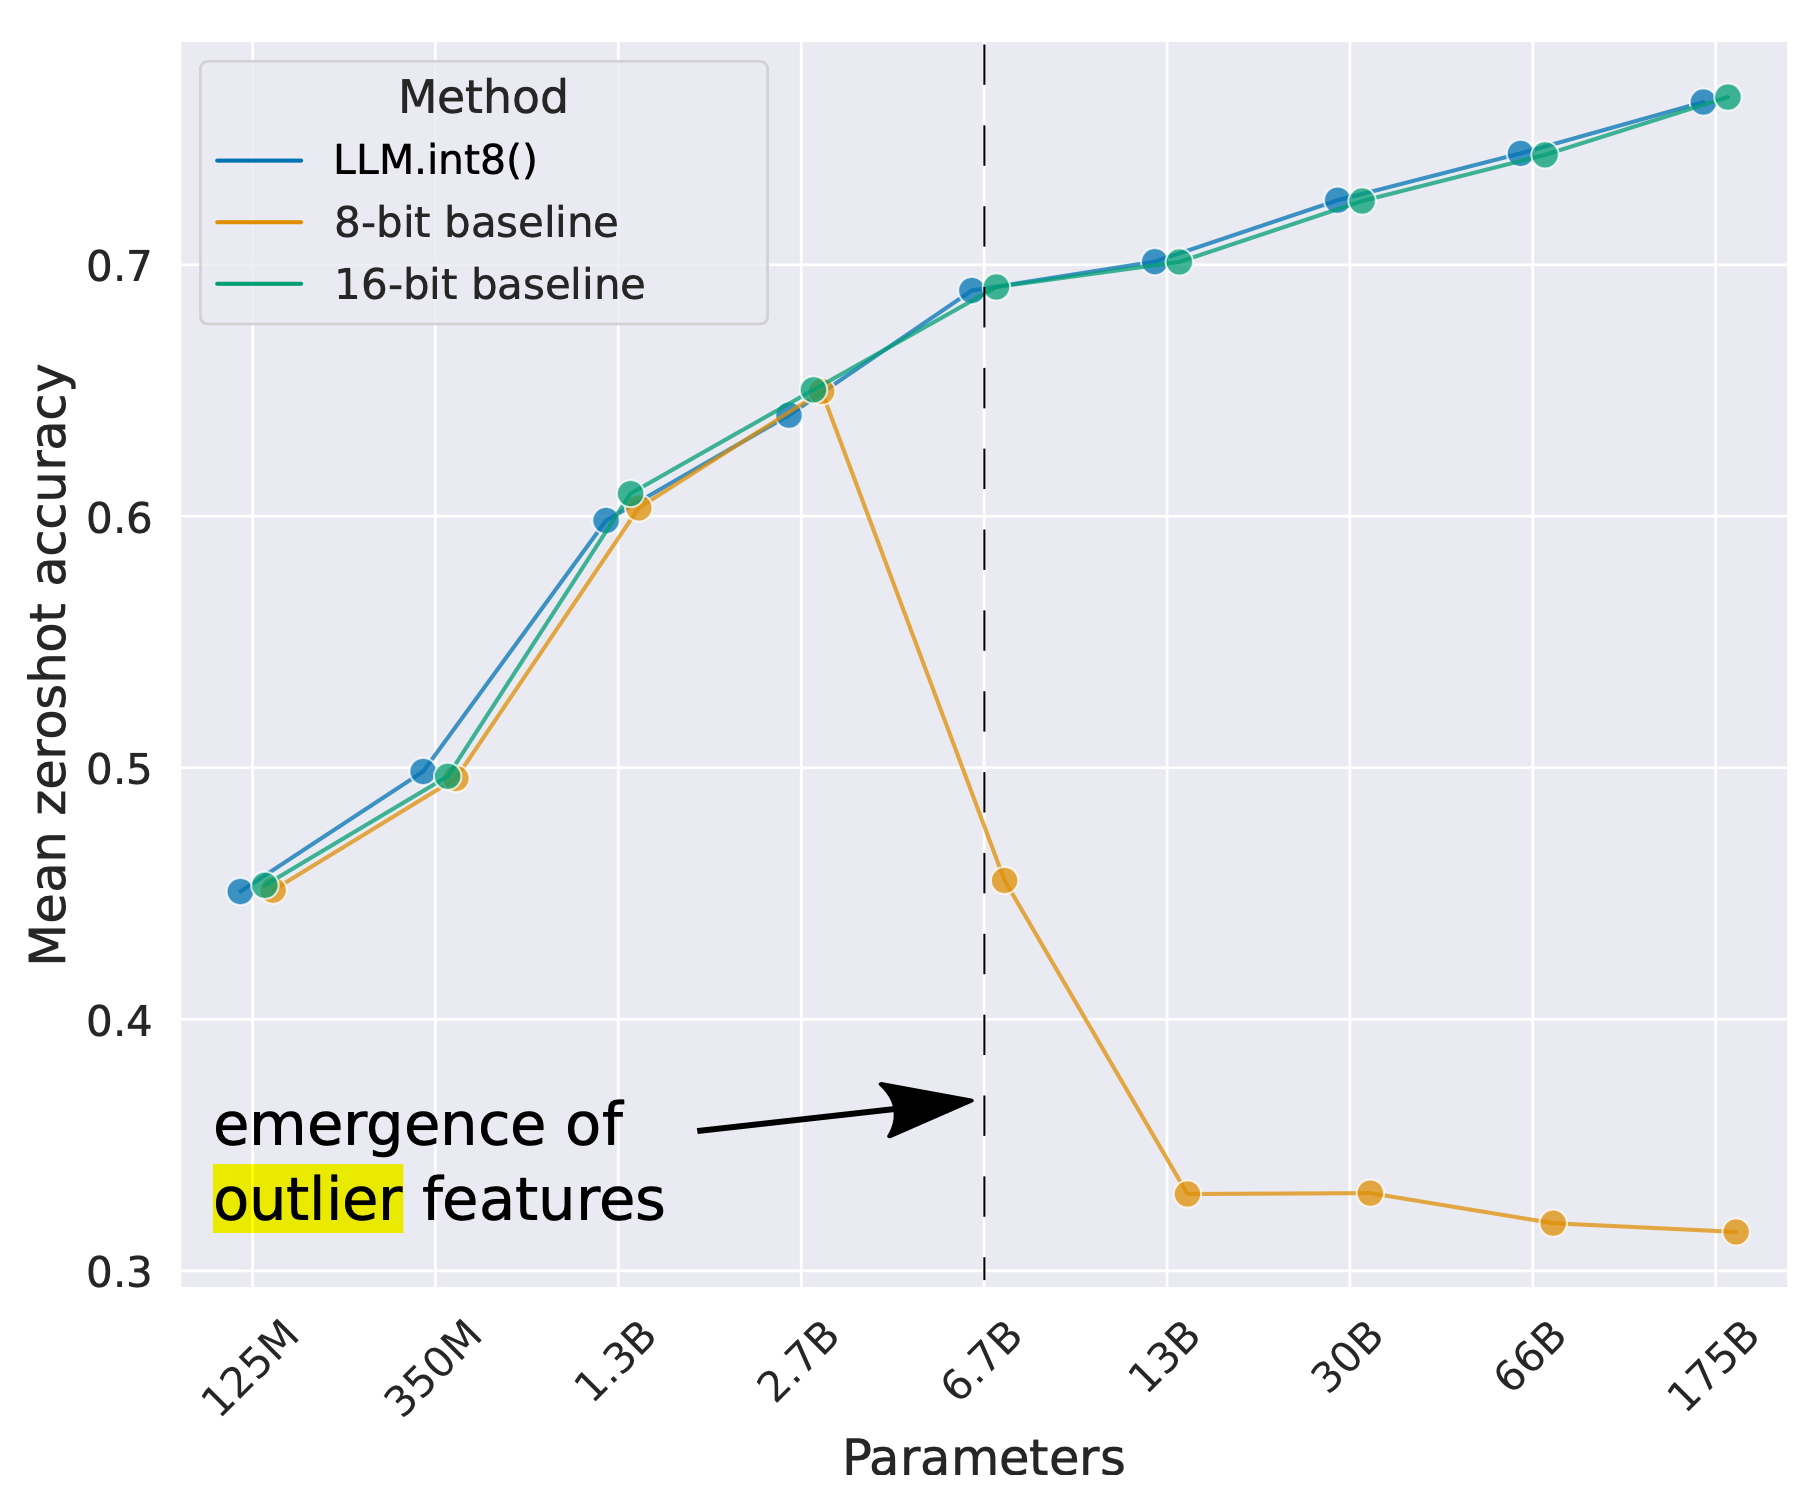 Method
LLM.int8()
8-bit baseline
16-bit baseline
Mean zeroshot accuracy
0.7
0.6
0.5
0.4
0.3
emergence of
outlier features
125M
350M
1.3B
2.7B
6.7B
13B
30B
66B
175B
Parameters